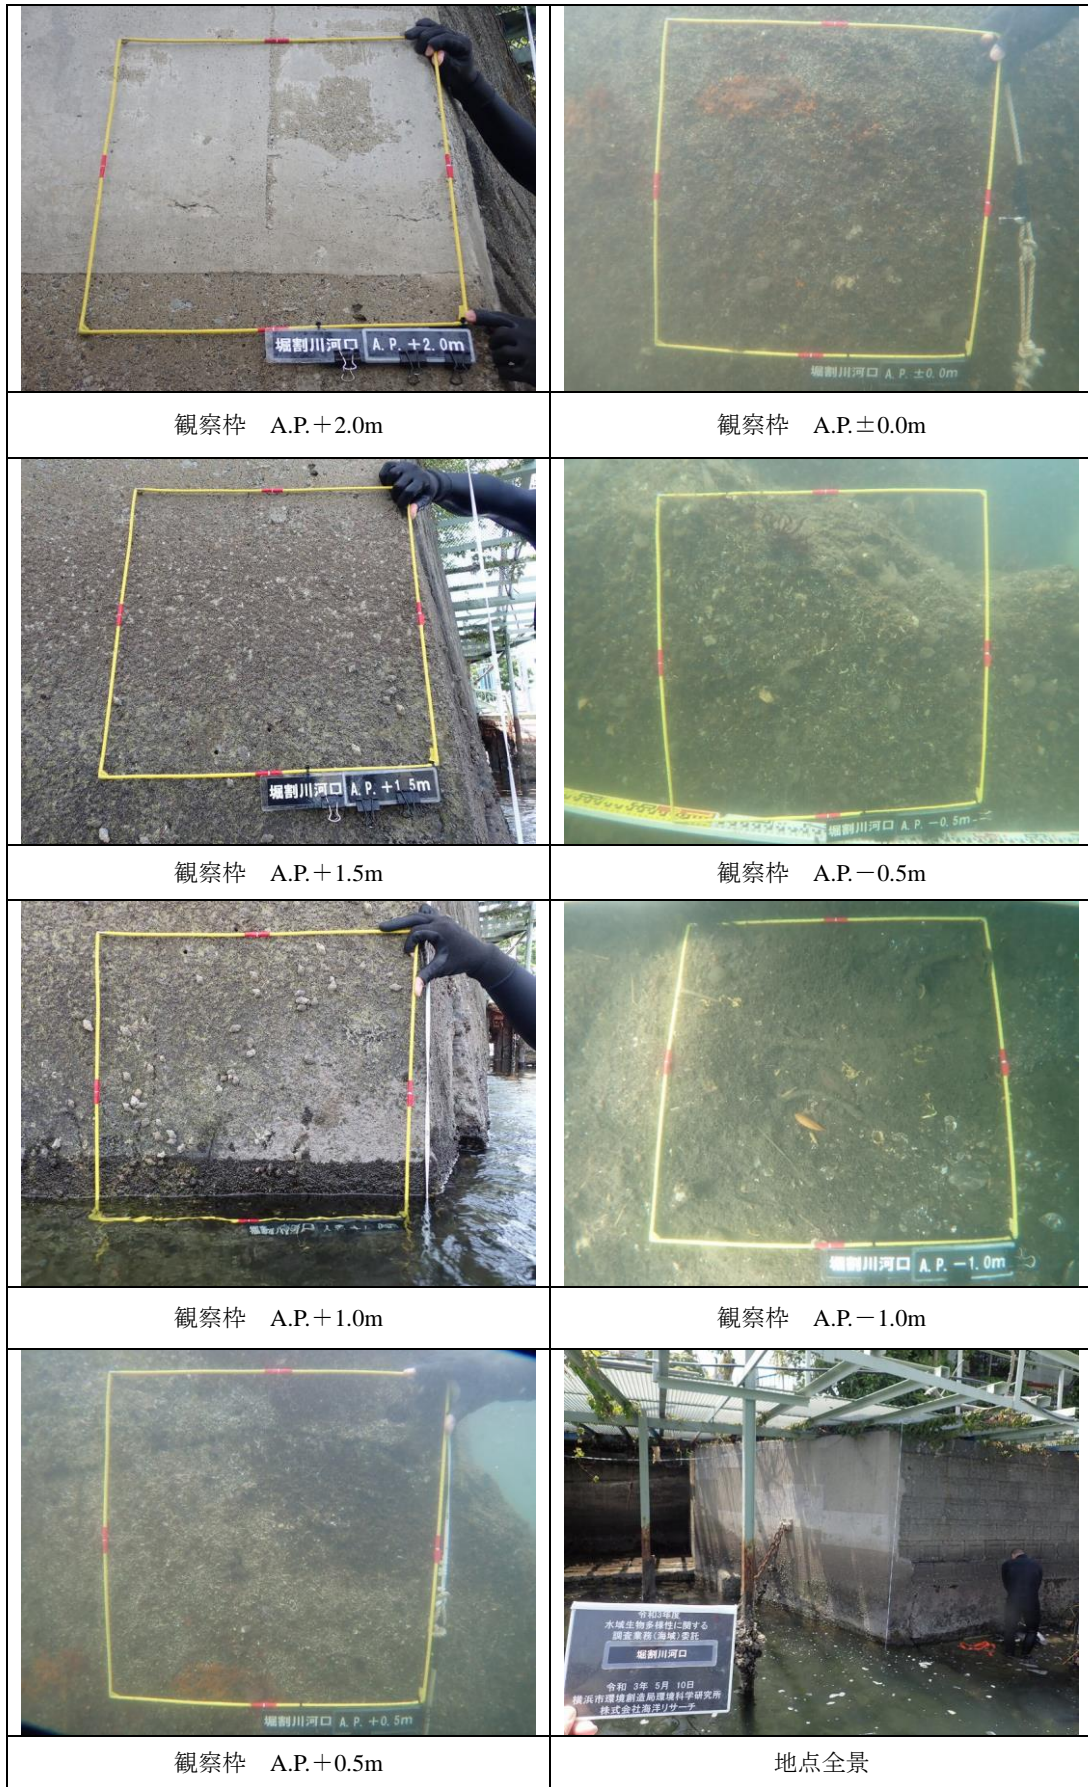 堀割川河口 A.P.+2.0m
堀割川河口 A.P.±0.0m
観察枠 A.P.+2.0m
観察枠 A.P.±0.0m
堀割川河口 A.P.+1.5m
堀割川河口 A.P.-0.5m
観察枠 A.P.+1.5m
観察枠 A.P.-0.5m
堀割川河口 A.P.-1.0m
観察枠 A.P.+1.0m
観察枠 A.P.-1.0m
堀割川河口 A.P.+0.5m
令和3年度
水域生物多様性に関する
調査業務(海域)委託
堀割川河口
令和 3年 5月 10日
横浜市環境創造局環境科学研究所
株式会社海洋リサーチ
観察枠 A.P.+0.5m
地点全景